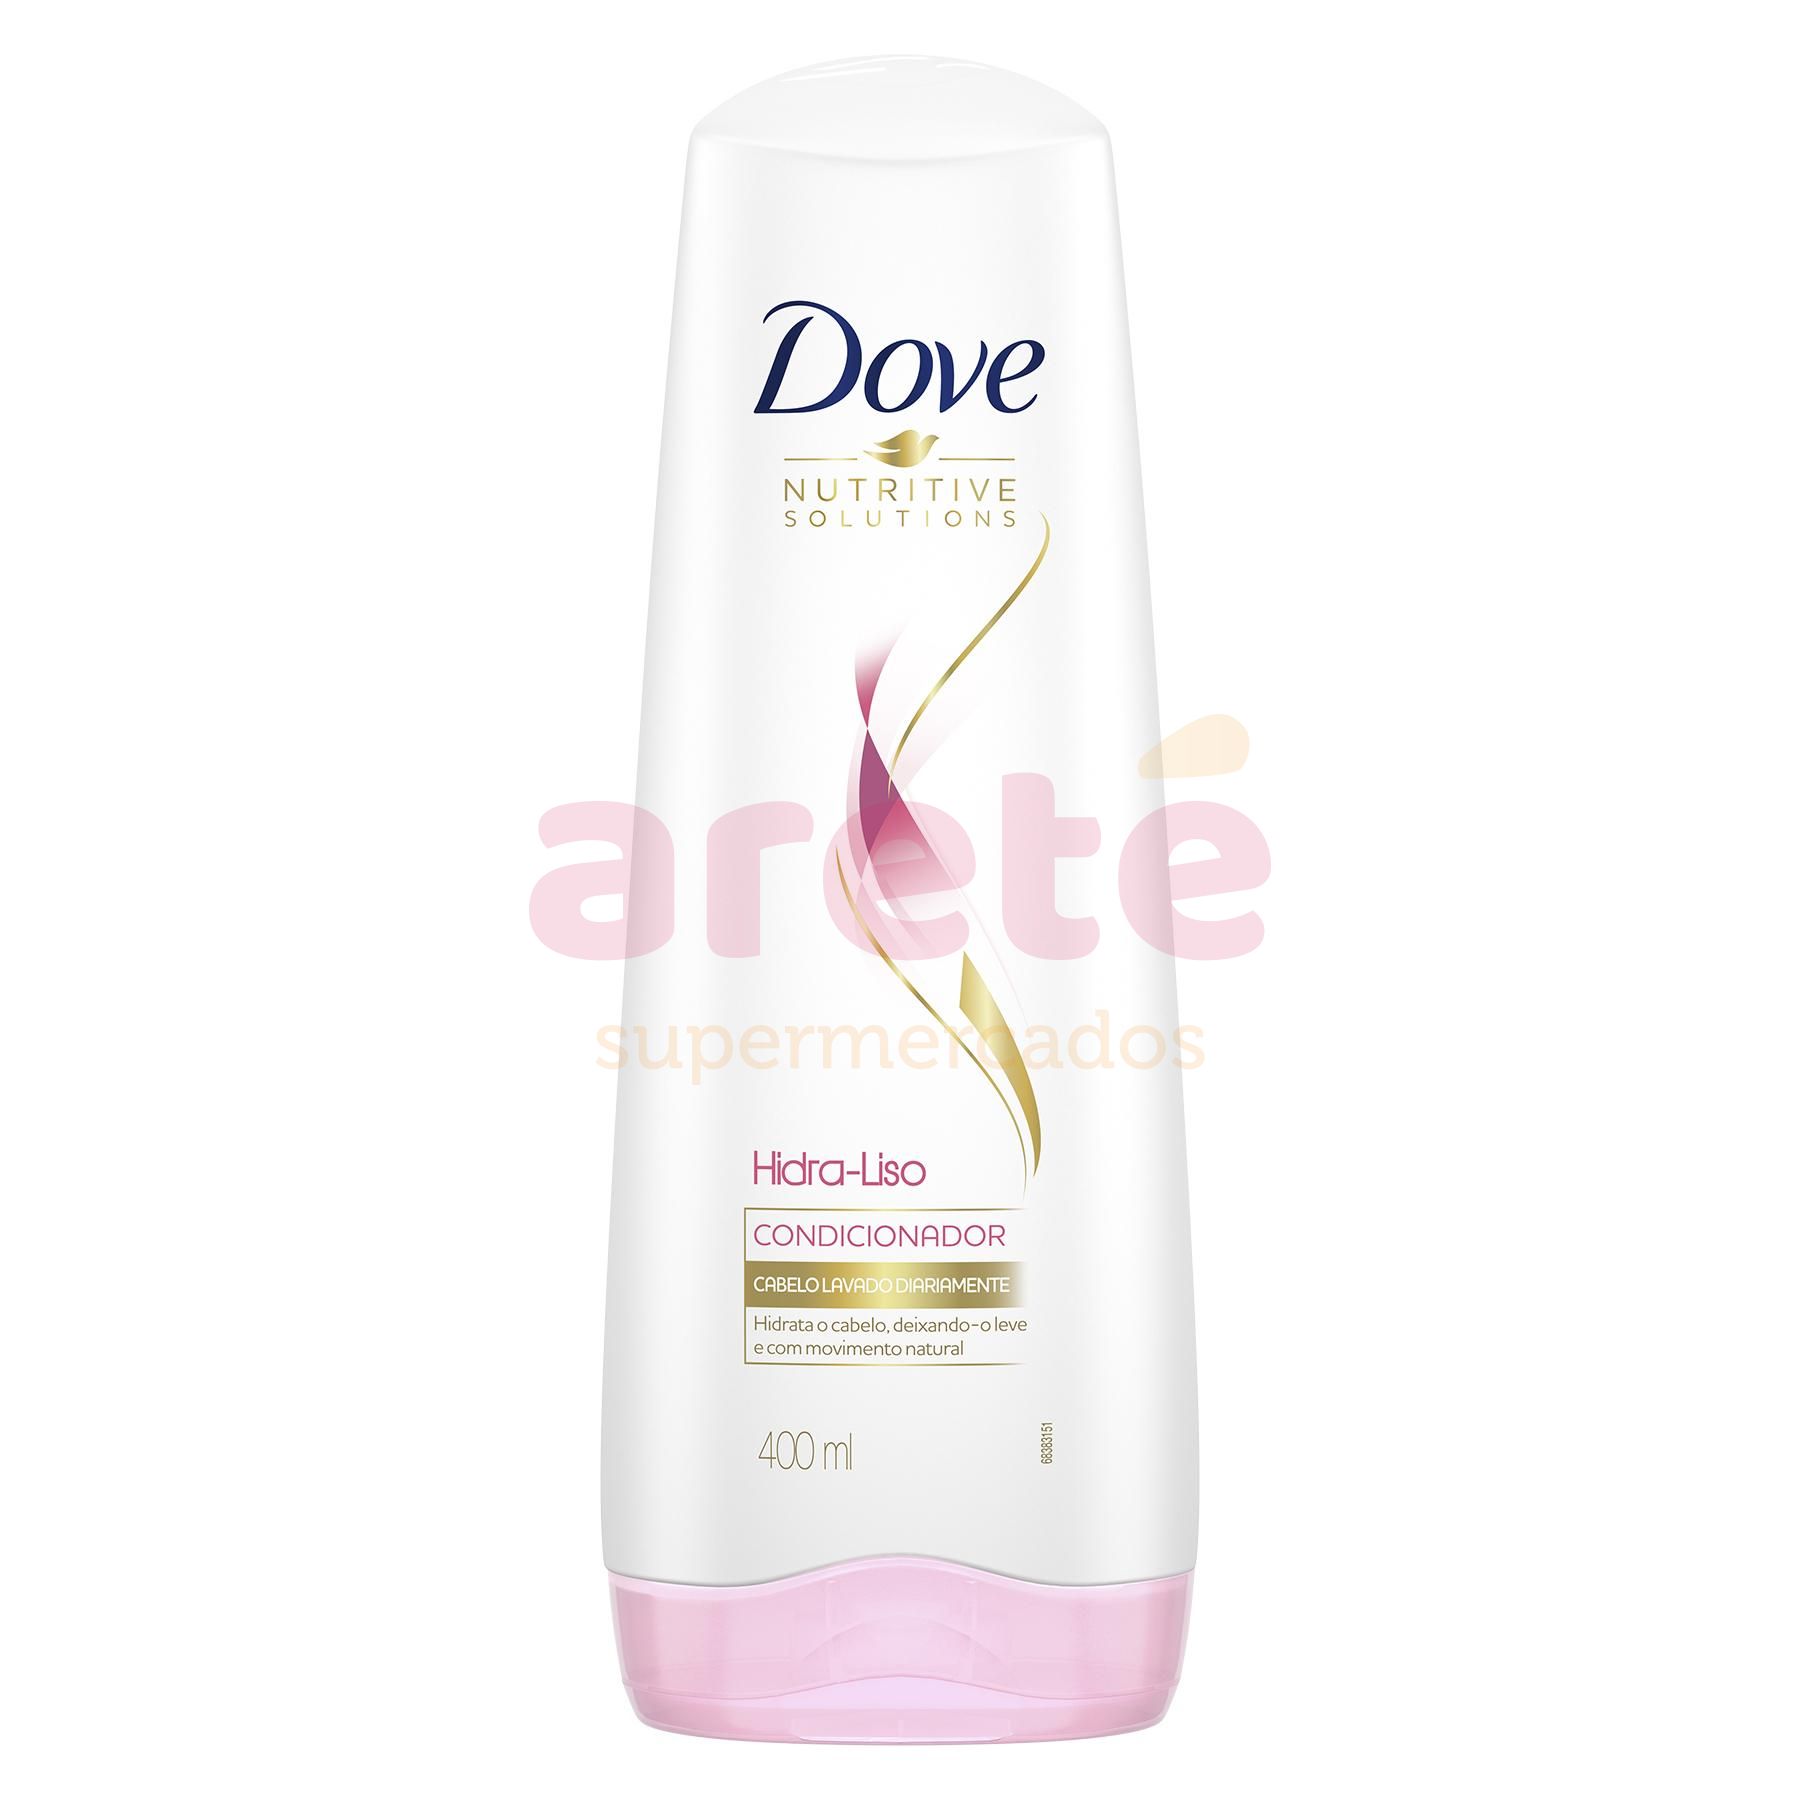 Dove
NUTRITIVE
SOLUTIONS
areté
supermercados
Hidra-Liso
CONDICIONADOR
CABELO LAVADO DIARIAMENTE
Hidrata o cabelo, deixando-o leve
e com movimento natural
400 ml
68383151